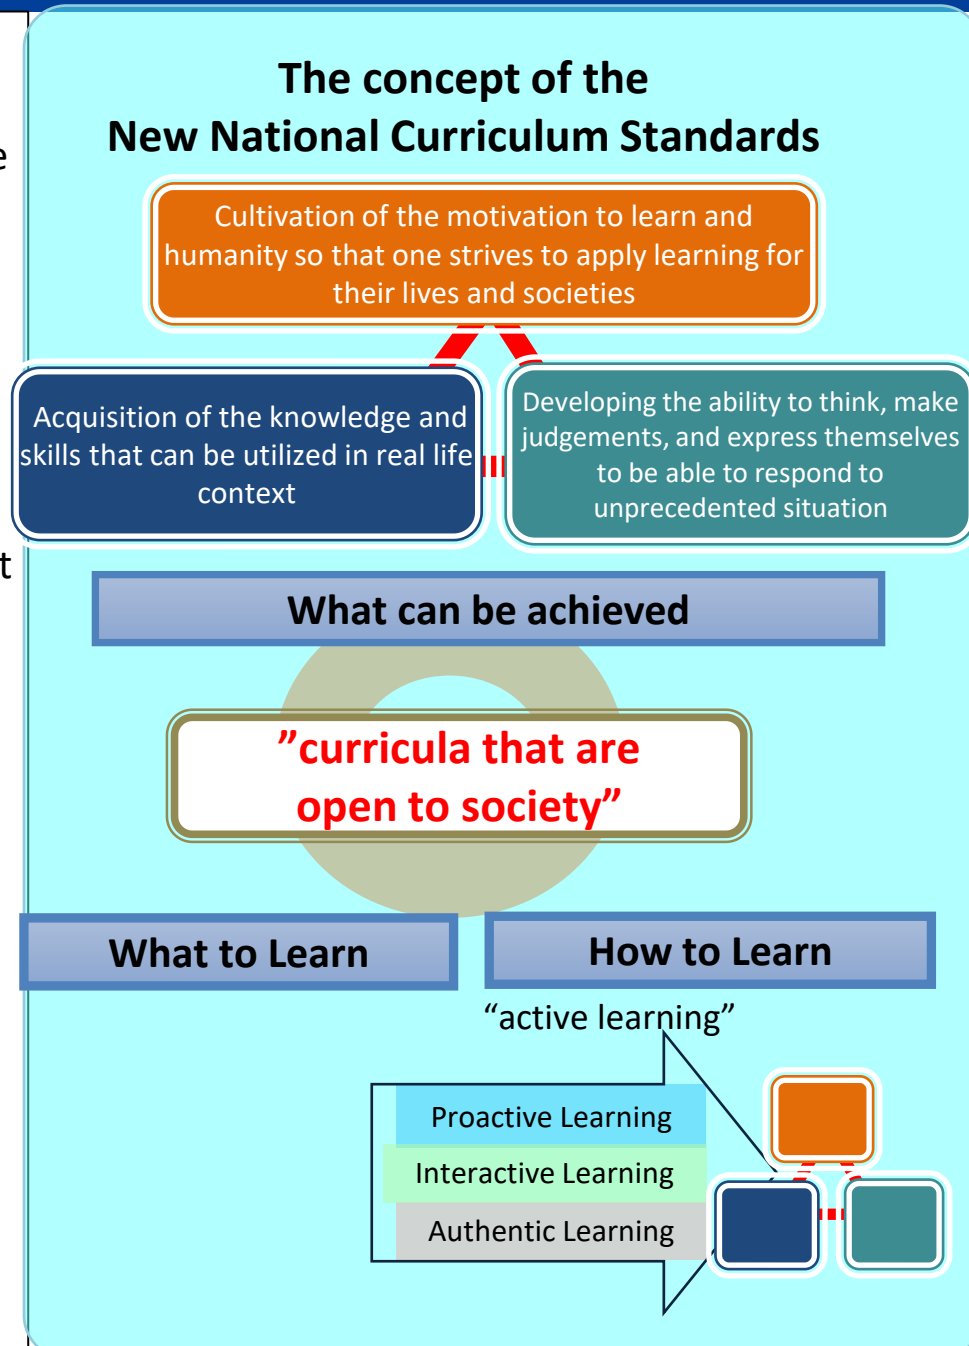 The concept of the
New National Curriculum Standards
e
Cultivation of the motivation to learn and
humanity so that one strives to apply learning for
their lives and societies
Acquisition of the knowledge and
skills that can be utilized in real life
context
Developing the ability to think, make
judgements, and express themselves
to be able to respond to
unprecedented situation
t
What can be achieved
”curricula that are
open to society”
What to Learn
How to Learn
“active learning”
Proactive Learning
Interactive Learning
Authentic Learning